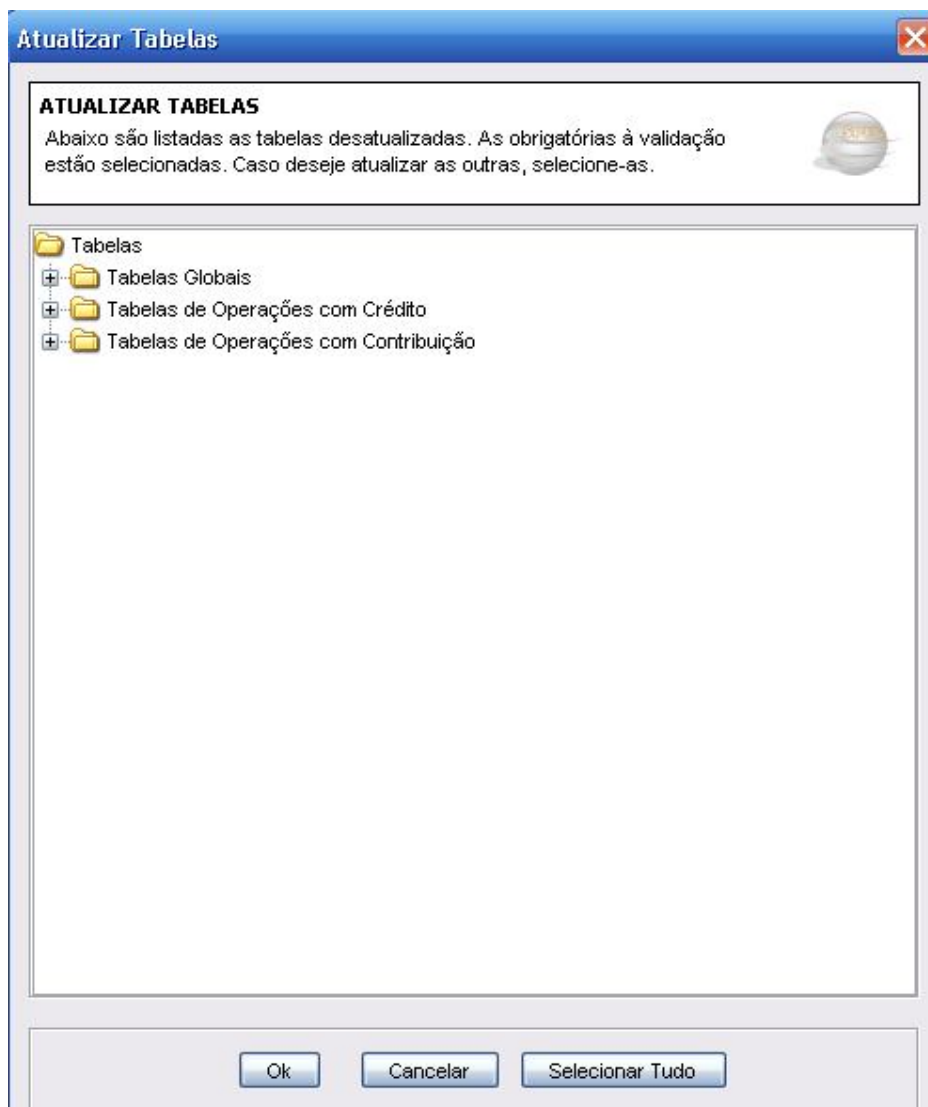 Atualizar Tabelas
ATUALIZAR TABELAS
Abaixo são listadas as tabelas desatualizadas. As obrigatórias à validação
estão selecionadas. Caso deseje atualizar as outras, selecione-as.
Tabelas
Tabelas Globais
Tabelas de Operações com Crédito
Tabelas de Operações com Contribuição
Ok Cancelar Selecionar Tudo